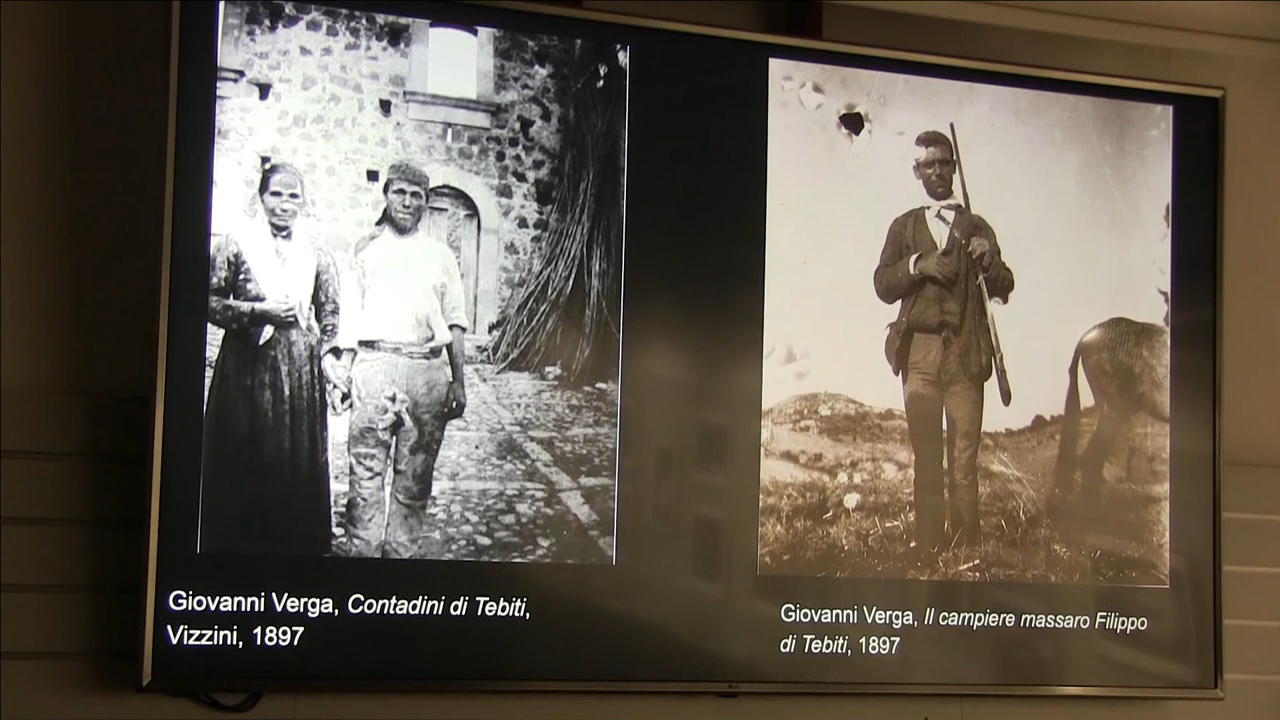 Giovanni Verga, Contadini di Tebiti,
Vizzini, 1897
Giovanni Verga, Il campiere massaro Filippo
di Tebiti, 1897